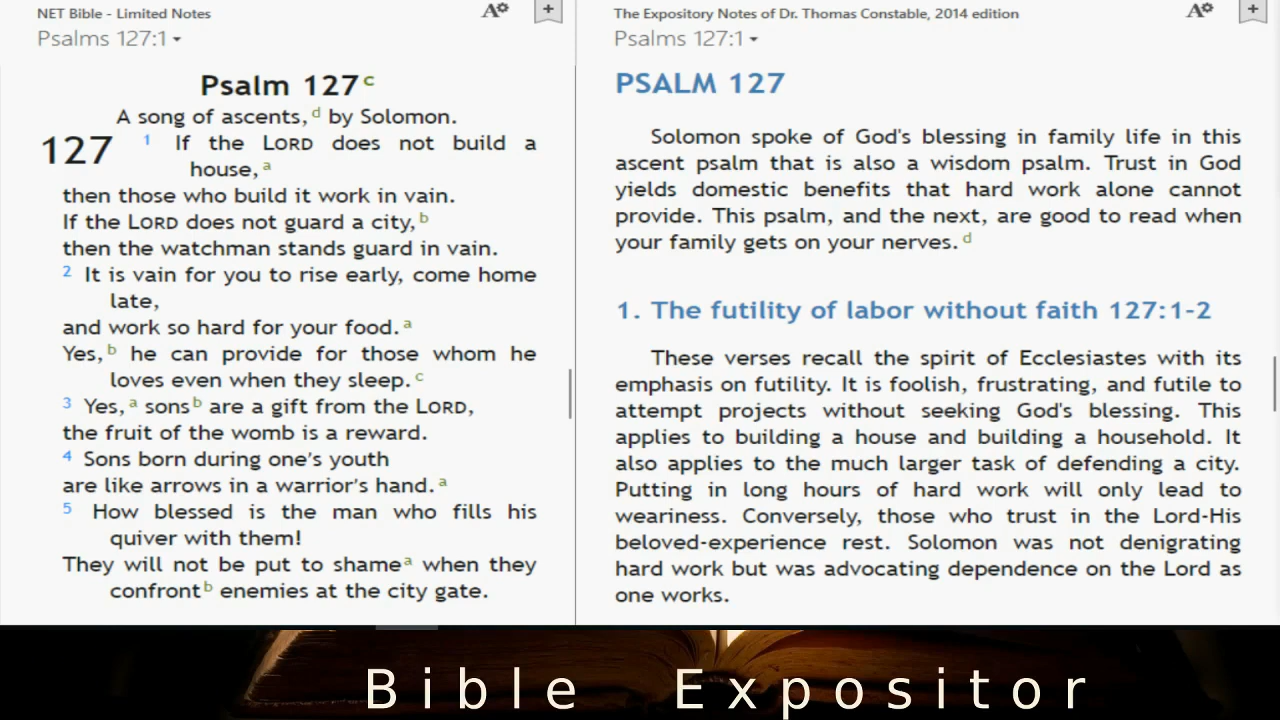 NET Bible - Limited Notes
Psalms 127:1
Psalm 127 c
A song of ascents, d by Solomon.
127 1 If the LORD does not build a
house, a
then those who build it work in vain.
If the LORD does not guard a city, b
then the watchman stands guard in vain.
2 It is vain for you to rise early, come home
late,
and work so hard for your food. a
Yes, b he can provide for those whom he
loves even when they sleep. c
3 Yes, a sons b are a gift from the LORD,
the fruit of the womb is a reward.
4 Sons born during one's youth
are like arrows in a warrior's hand. a
5 How blessed is the man who fills his
quiver with them!
They will not be put to shame a when they
confront b enemies at the city gate.
The Expository Notes of Dr. Thomas Constable, 2014 edition
Psalms 127:1
PSALM 127
Solomon spoke of God's blessing in family life in this
ascent psalm that is also a wisdom psalm. Trust in God
yields domestic benefits that hard work alone cannot
provide. This psalm, and the next, are good to read when
your family gets on your nerves. d
1. The futility of labor without faith 127:1-2
These verses recall the spirit of Ecclesiastes with its
emphasis on futility. It is foolish, frustrating, and futile to
attempt projects without seeking God's blessing. This
applies to building a house and building a household. It
also applies to the much larger task of defending a city.
Putting in long hours of hard work will only lead to
weariness. Conversely, those who trust in the Lord-His
beloved-experience rest. Solomon was not denigrating
hard work but was advocating dependence on the Lord as
one works.
Bible Expositor